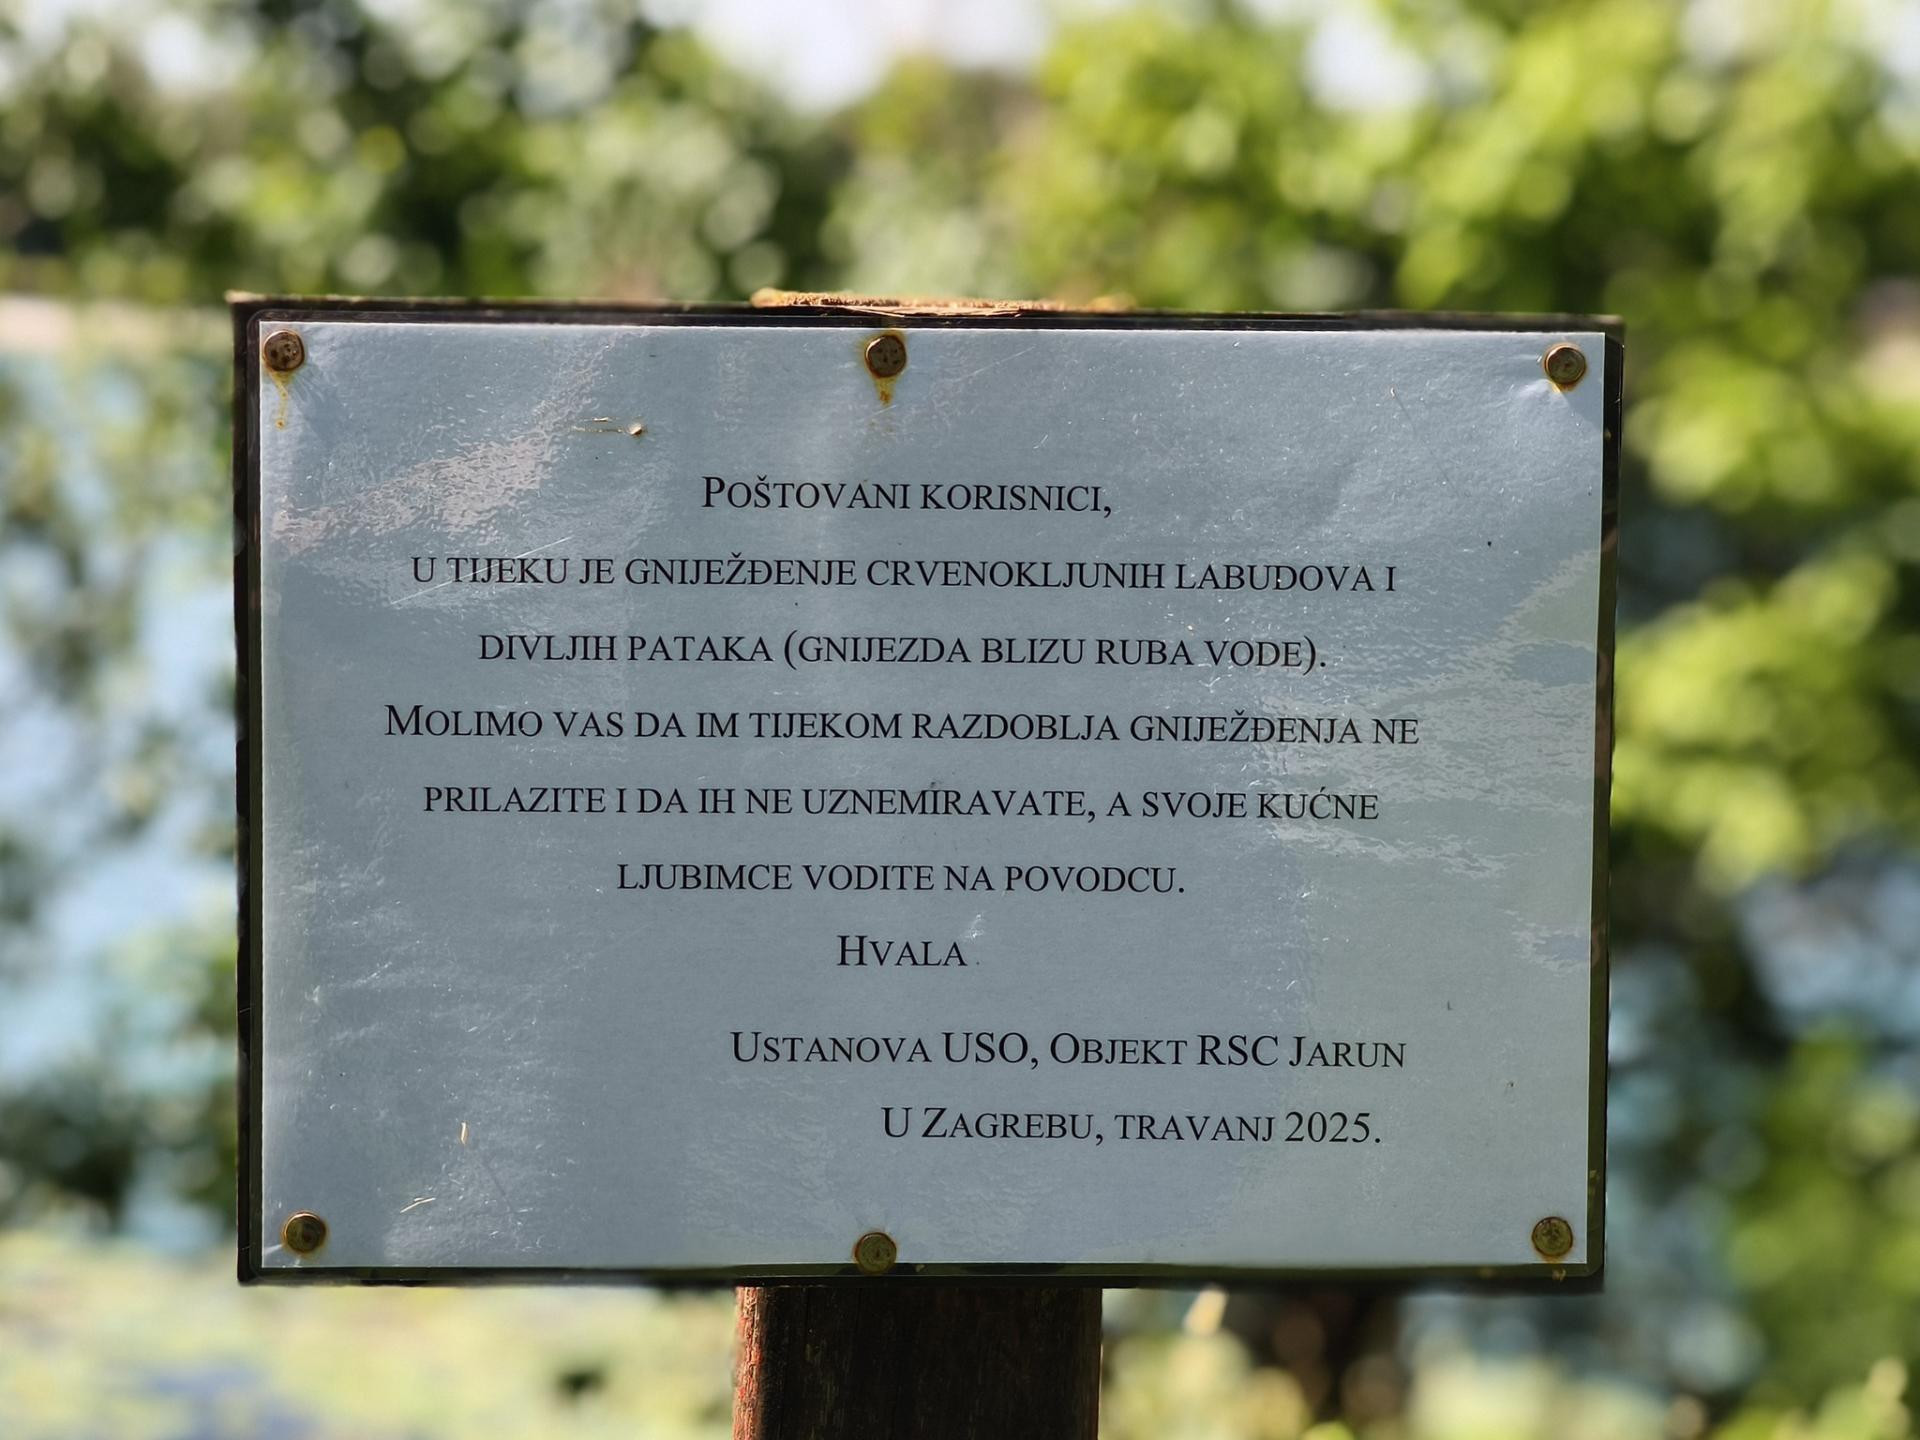 POŠTOVANI KORISNICI,
U TIJEKU JE GNIJEŽĐENJE CRVENOKLJUNIH LABUDOVA I
DIVLJIH PATAKA (GNIJEZDA BLIZU RUBA VODE).
MOLIMO VAS DA IM TIJEKOM RAZDOBLJA GNIJEŽĐENJA NE
PRILAZITE I DA IH NE UZNEMIRAVATE, A SVOJE KUĆNE
LJUBIMCE VODITE NA POVODCU.
HVALA
USTANOVA USO, OBJEKT RSC JARUN
U ZAGREBU, TRAVANJ 2025.